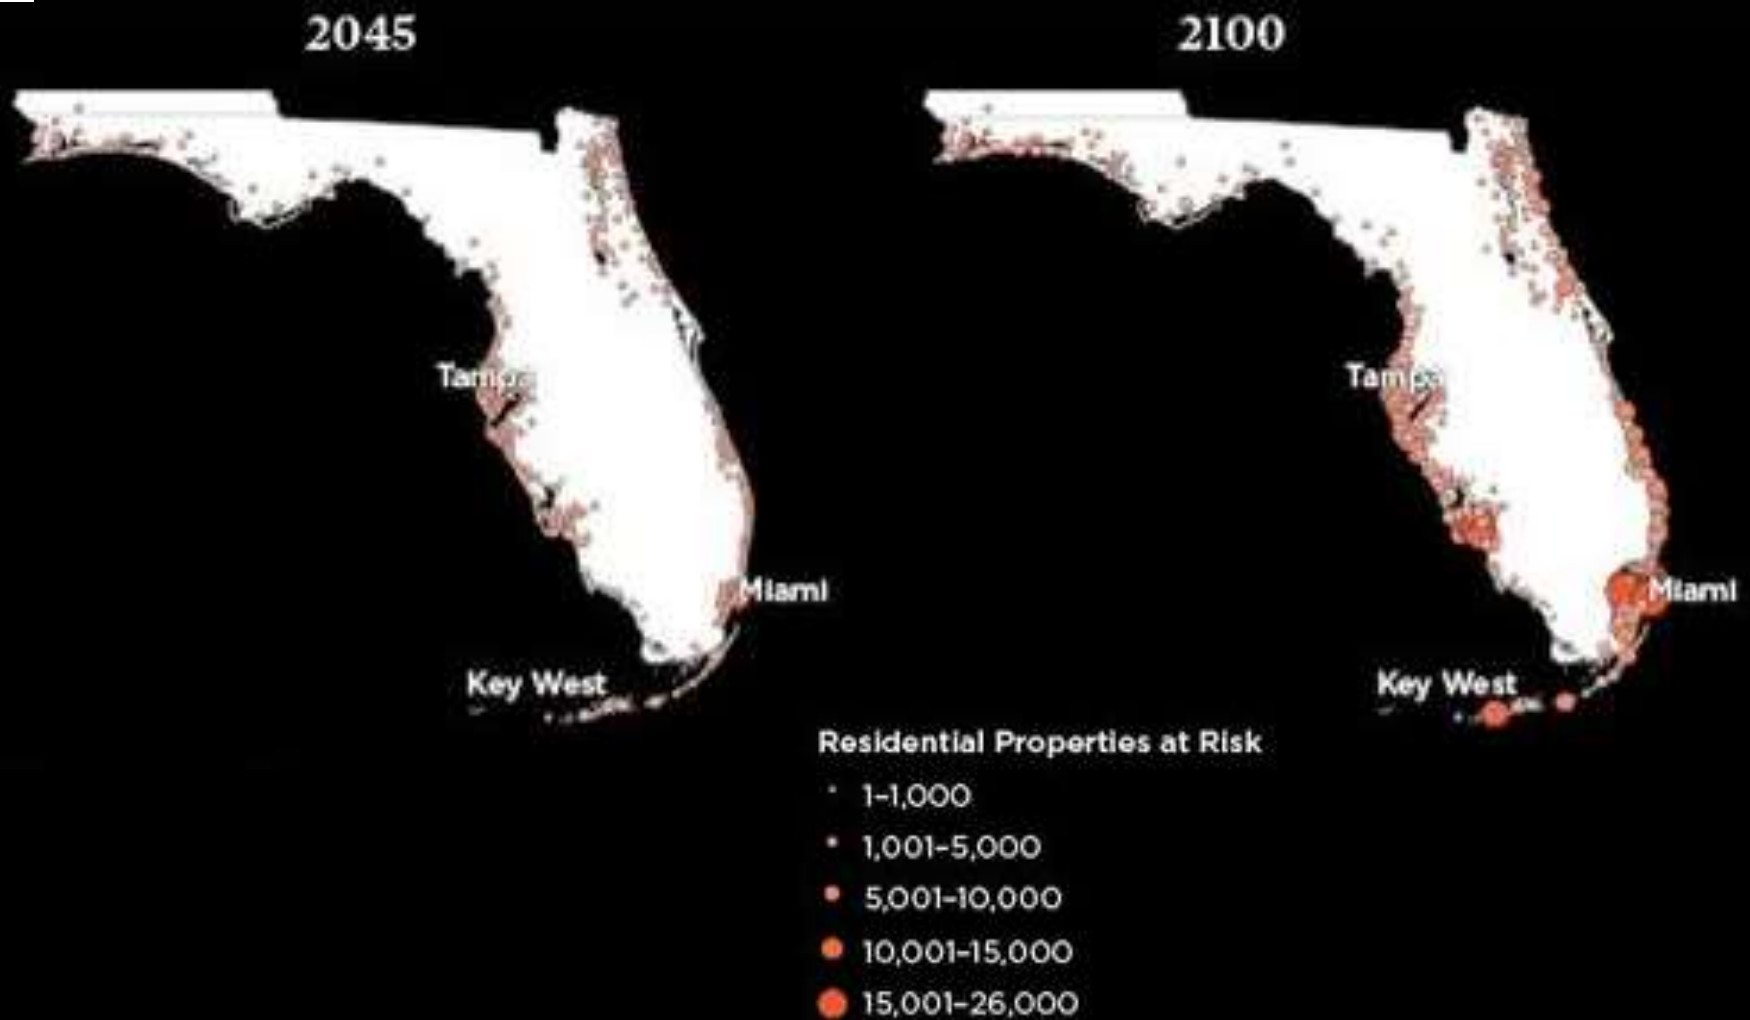 2045
2100
Tampa
Tampa
Miami
Miami
Key West
Key West
Residential Properties at Risk
1–1,000
1,001–5,000
5,001–10,000
10,001–15,000
15,001–26,000